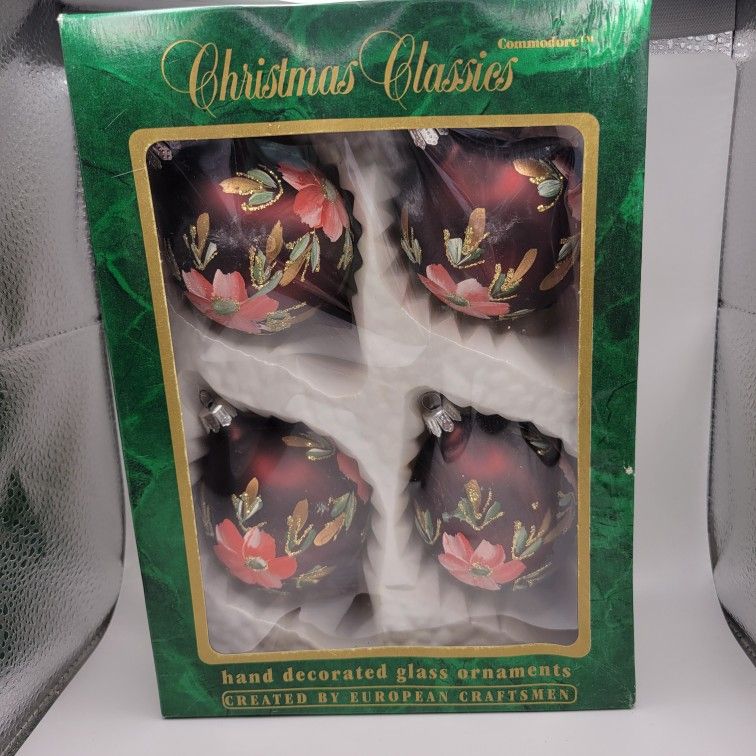 Commodore™
Christmas Classics
hand decorated glass ornaments
CREATED BY EUROPEAN CRAFTSMEN